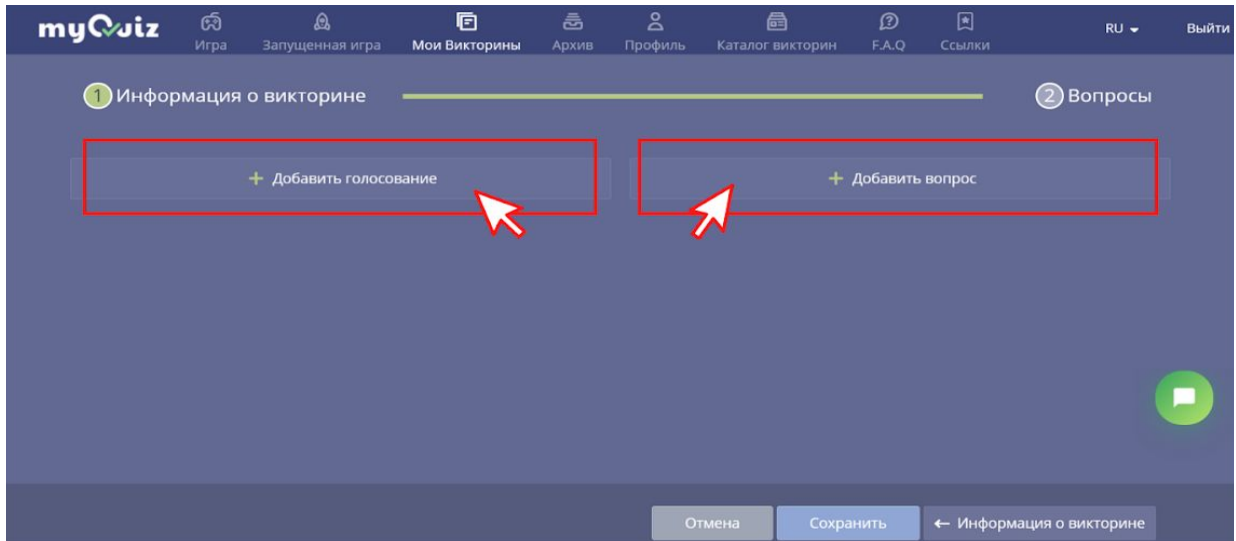 myQuiz
Игра
Запущенная игра
Мои Викторины
Архив
Профиль
Каталог викторин
F.A.Q
Ссылки
RU
Выйти
1 Информация о викторине
2 Вопросы
+ Добавить голосование
+ Добавить вопрос
Отмена
Сохранить
← Информация о викторине